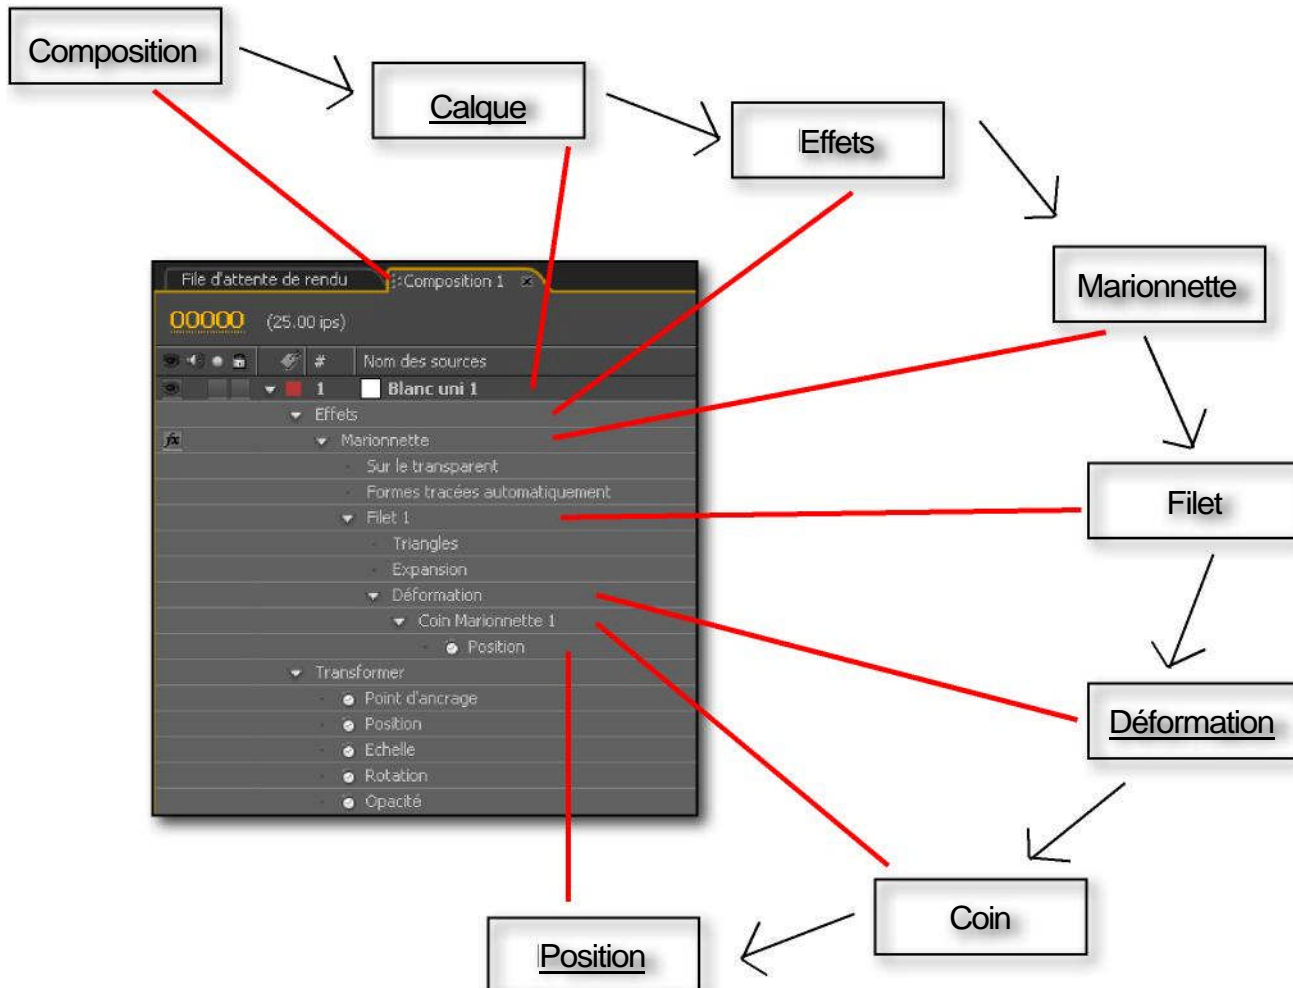 Composition
Calque
Effets
Marionnette
Filet
Déformation
Coin
Position
File d'attente de rendu
Composition 1
00000 (25.00 ips)
# Nom des sources
1 Blanc uni 1
Effets
fx Marionnette
Sur le transparent
Formes tracées automatiquement
Filet 1
Triangles
Expansion
Déformation
Coin Marionnette 1
Position
Transformer
Point d'ancrage
Position
Echelle
Rotation
Opacité